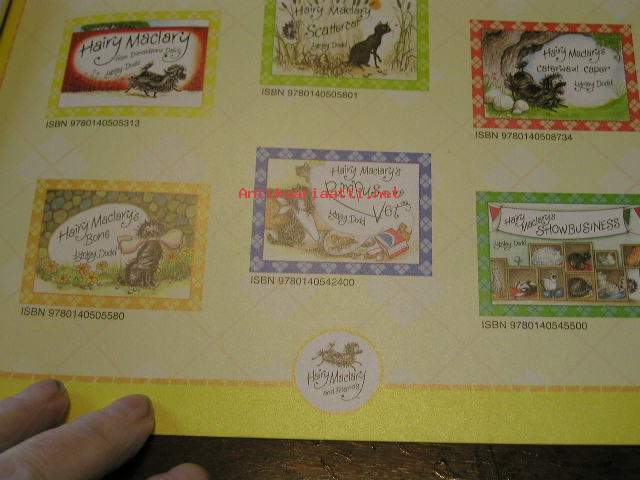 Hairy Maclary
from Donaldson's Dairy
Lynley Dodd
ISBN 9780140505313
Hairy Maclary
Scattercat
Lynley Dodd
ISBN 9780140505801
Hairy Maclary's
caterwaul caper
Lynley Dodd
ISBN 9780140508734
Hairy Maclary's
Bone
Lynley Dodd
ISBN 9780140505580
Hairy Maclary's
Rumpus at the
Vet
Lynley Dodd
ISBN 9780140542400
Hairy Maclary's
SHOWBUSINESS
Lynley Dodd
ISBN 9780140545500
Antikvariaatti.net
Hairy Maclary
and Friends